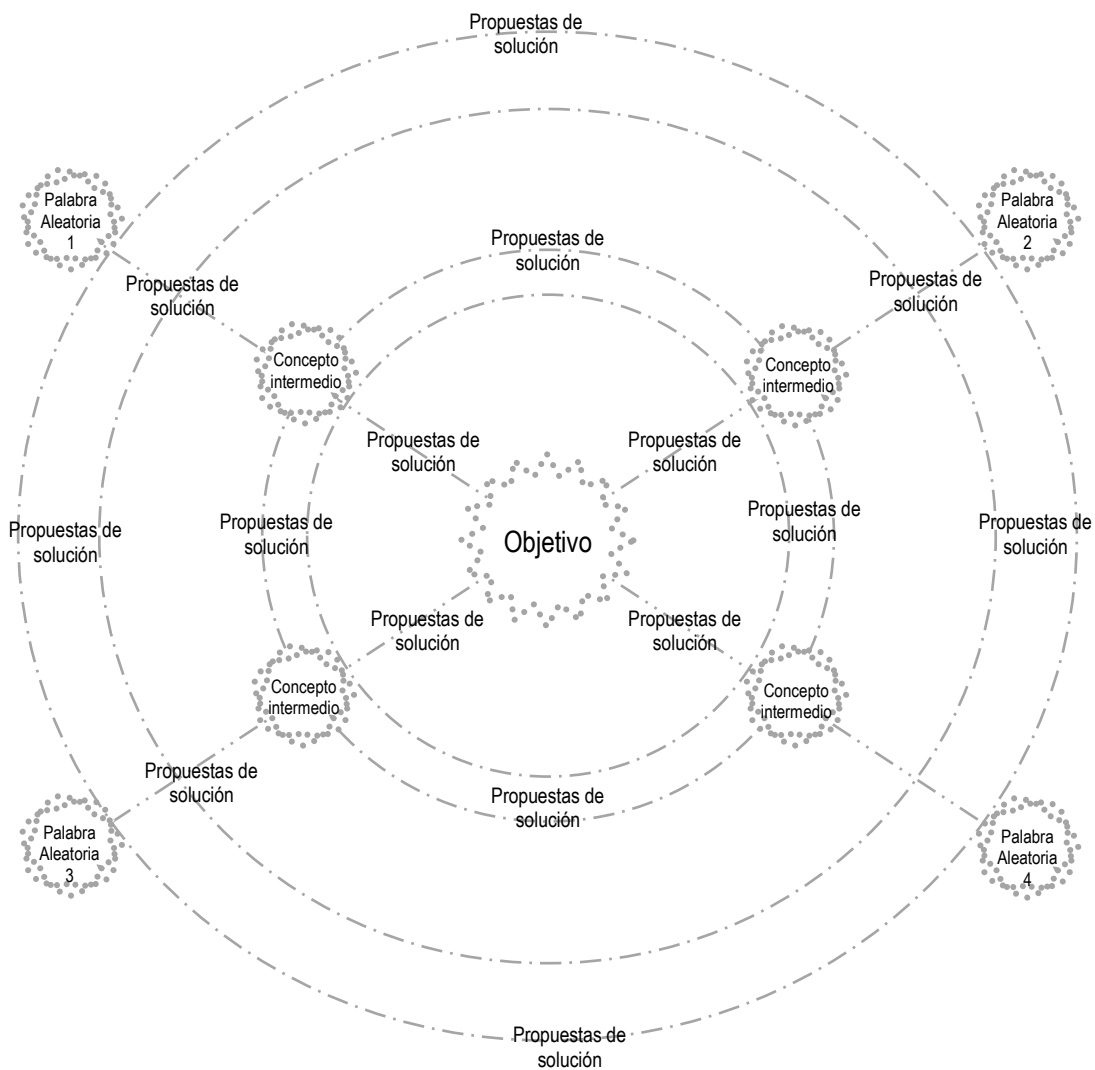 Propuestas de
solución
Palabra
Aleatoria
1
Palabra
Aleatoria
2
Propuestas de
solución
Propuestas de
solución
Propuestas de
solución
Concepto
intermedio
Concepto
intermedio
Propuestas de
solución
Propuestas de
solución
Propuestas de
solución
Propuestas de
solución
Objetivo
Propuestas de
solución
Propuestas de
solución
Propuestas de
solución
Propuestas de
solución
Concepto
intermedio
Concepto
intermedio
Propuestas de
solución
Propuestas de
solución
Palabra
Aleatoria
3
Palabra
Aleatoria
4
Propuestas de
solución